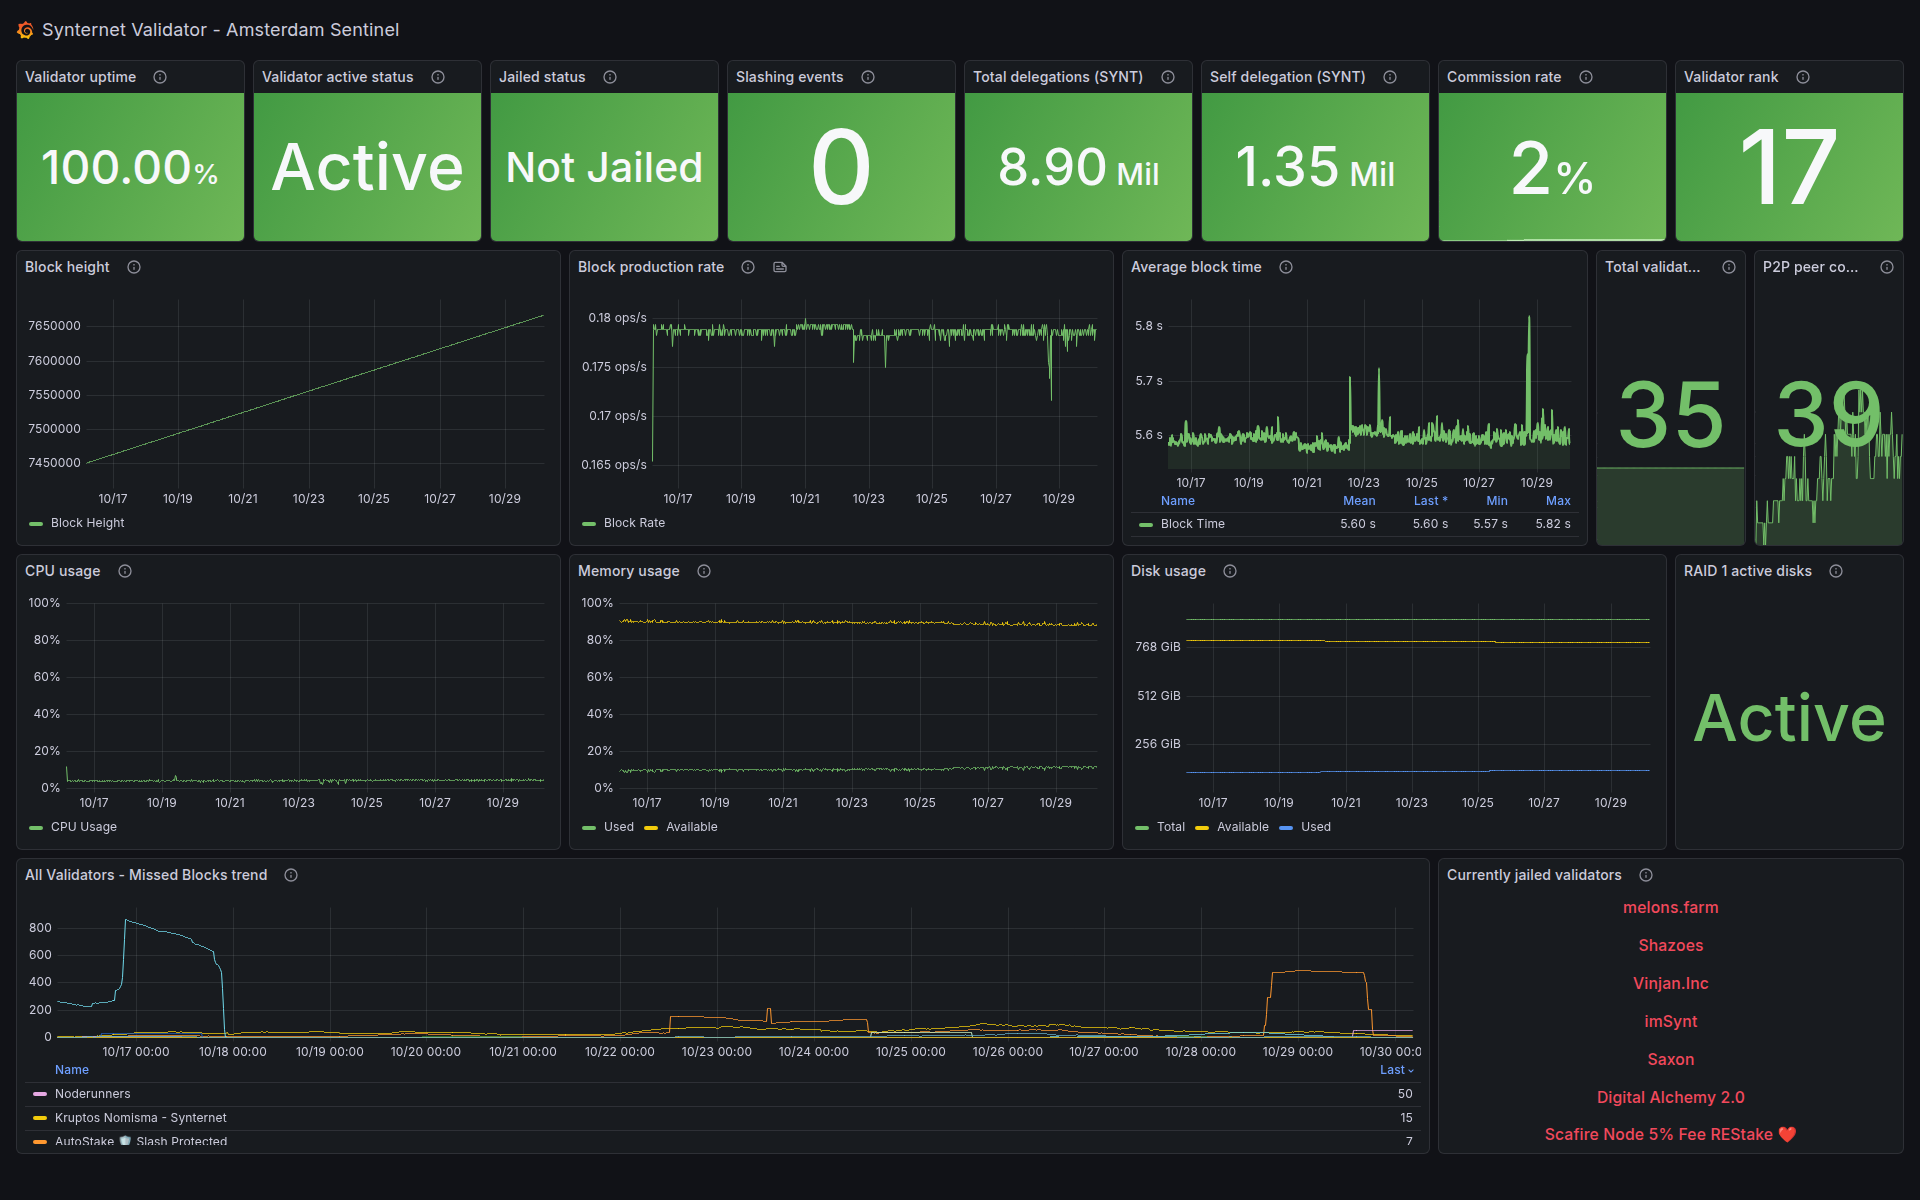 Synternet Validator - Amsterdam Sentinel
Validator uptime
100.00%
Validator active status
Active
Jailed status
Not Jailed
Slashing events
0
Total delegations (SYNT)
8.90 Mil
Self delegation (SYNT)
1.35 Mil
Commission rate
2%
Validator rank
17
Block height
7650000
7600000
7550000
7500000
7450000
10/17 10/19 10/21 10/23 10/25 10/27 10/29
Block Height
Block production rate
0.18 ops/s
0.175 ops/s
0.17 ops/s
0.165 ops/s
10/17 10/19 10/21 10/23 10/25 10/27 10/29
Block Rate
Average block time
5.8 s
5.7 s
5.6 s
10/17 10/19 10/21 10/23 10/25 10/27 10/29
Name Mean Last * Min Max
Block Time 5.60 s 5.60 s 5.57 s 5.82 s
Total validat...
35
P2P peer co...
39
CPU usage
100%
80%
60%
40%
20%
0%
10/17 10/19 10/21 10/23 10/25 10/27 10/29
CPU Usage
Memory usage
100%
80%
60%
40%
20%
0%
10/17 10/19 10/21 10/23 10/25 10/27 10/29
Used Available
Disk usage
768 GiB
512 GiB
256 GiB
10/17 10/19 10/21 10/23 10/25 10/27 10/29
Total Available Used
RAID 1 active disks
Active
All Validators - Missed Blocks trend
800
600
400
200
0
10/17 00:00 10/18 00:00 10/19 00:00 10/20 00:00 10/21 00:00 10/22 00:00 10/23 00:00 10/24 00:00 10/25 00:00 10/26 00:00 10/27 00:00 10/28 00:00 10/29 00:00 10/30 00:0
Name Last
Noderunners 50
Kruptos Nomisma - Synternet 15
AutoStake 🛡️ Slash Protected 7
Currently jailed validators
melons.farm
Shazoes
Vinjan.Inc
imSynt
Saxon
Digital Alchemy 2.0
Scafire Node 5% Fee REStake ❤️